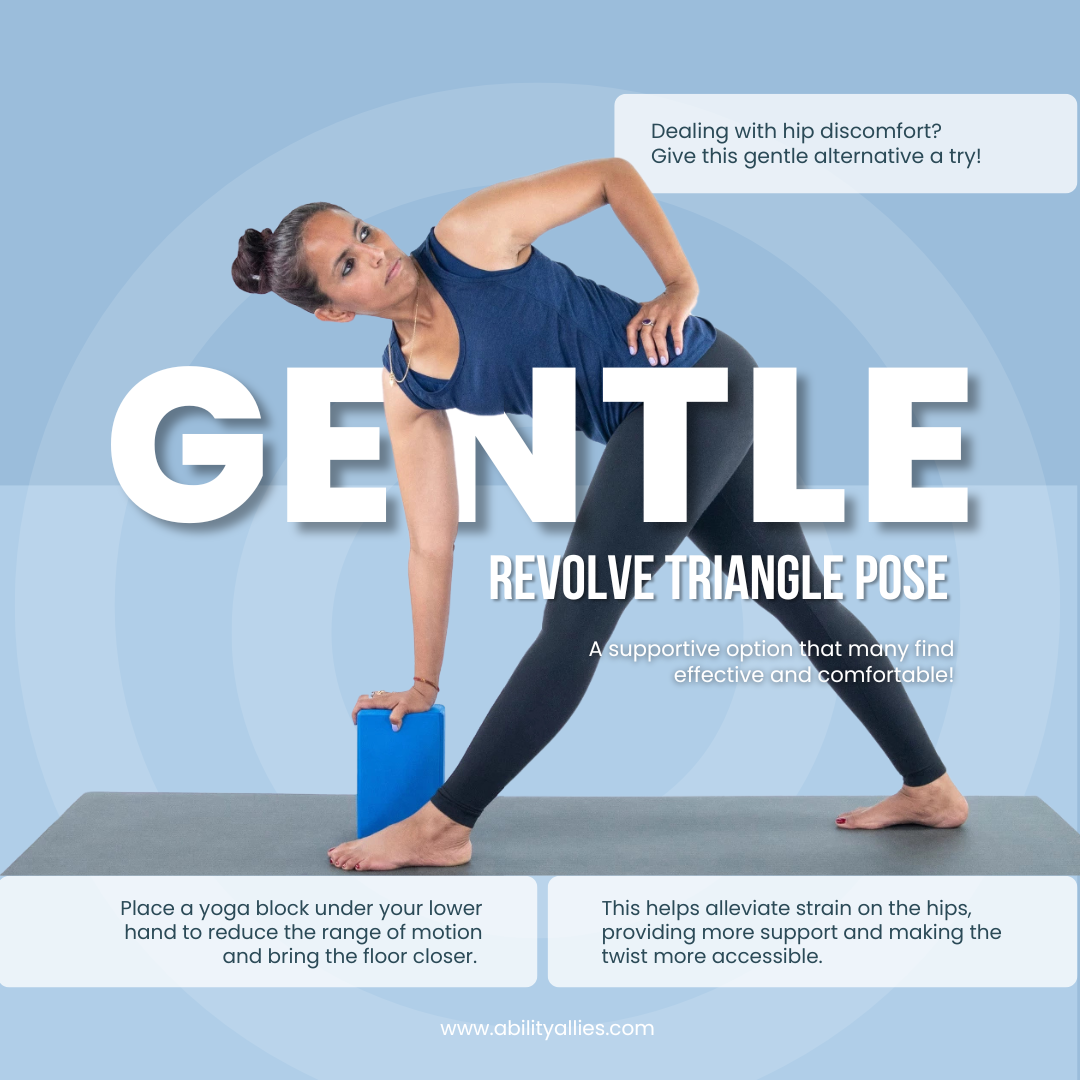 Dealing with hip discomfort?
Give this gentle alternative a try!
GENTLE
REVOLVE TRIANGLE POSE
A supportive option that many find
effective and comfortable!
Place a yoga block under your lower
hand to reduce the range of motion
and bring the floor closer.
This helps alleviate strain on the hips,
providing more support and making the
twist more accessible.
www.abilityallies.com